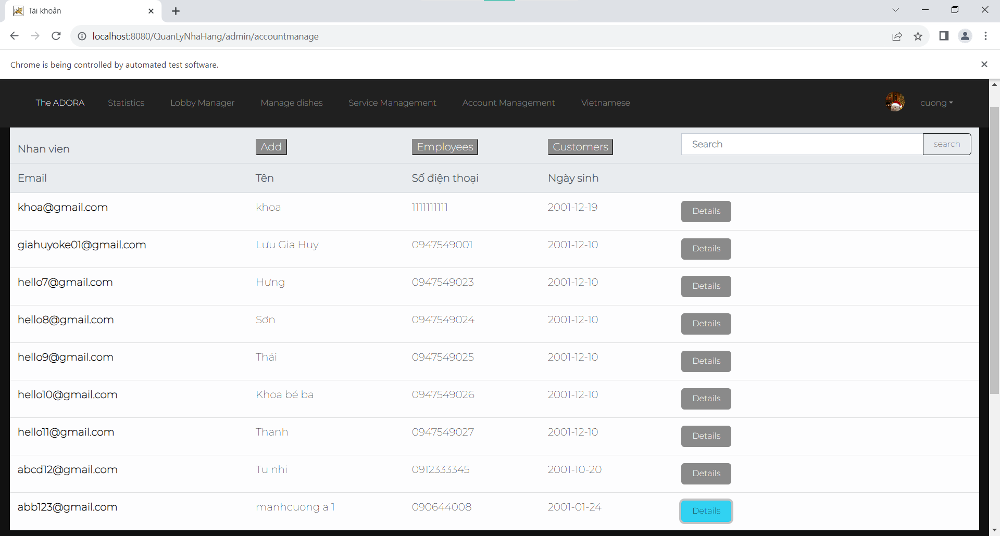 Tài khoản
localhost:8080/QuanLyNhaHang/admin/accountmanage
Chrome is being controlled by automated test software.
The ADORA Statistics Lobby Manager Manage dishes Service Management Account Management Vietnamese cuong
Nhan vien Add Employees Customers Search search
Email Tên Số điện thoại Ngày sinh
khoa@gmail.com khoa 1111111111 2001-12-19 Details
giahuyoke01@gmail.com Lưu Gia Huy 0947549001 2001-12-10 Details
hello7@gmail.com Hưng 0947549023 2001-12-10 Details
hello8@gmail.com Sơn 0947549024 2001-12-10 Details
hello9@gmail.com Thái 0947549025 2001-12-10 Details
hello10@gmail.com Khoa bé ba 0947549026 2001-12-10 Details
hello11@gmail.com Thanh 0947549027 2001-12-10 Details
abcd12@gmail.com Tu nhi 0912333345 2001-10-20 Details
abb123@gmail.com manhcuong a 1 090644008 2001-01-24 Details